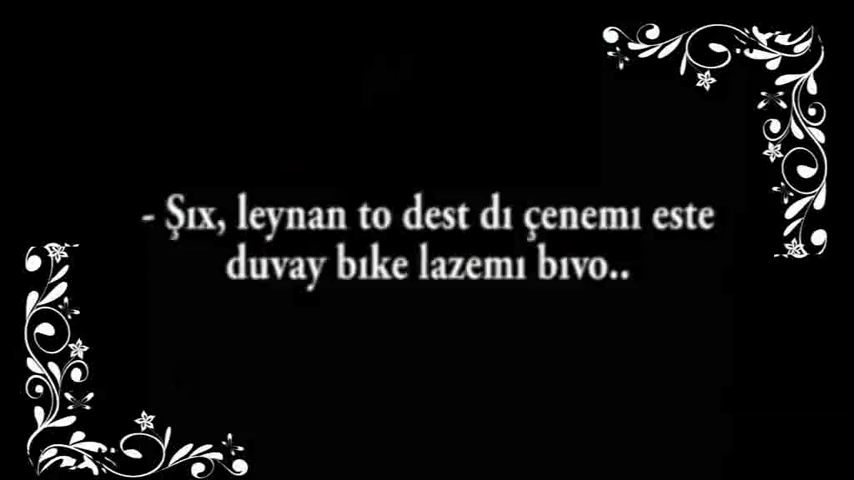 - Şıx, leynan to dest dı çenemı este
duvay bıke lazemı bıvo..